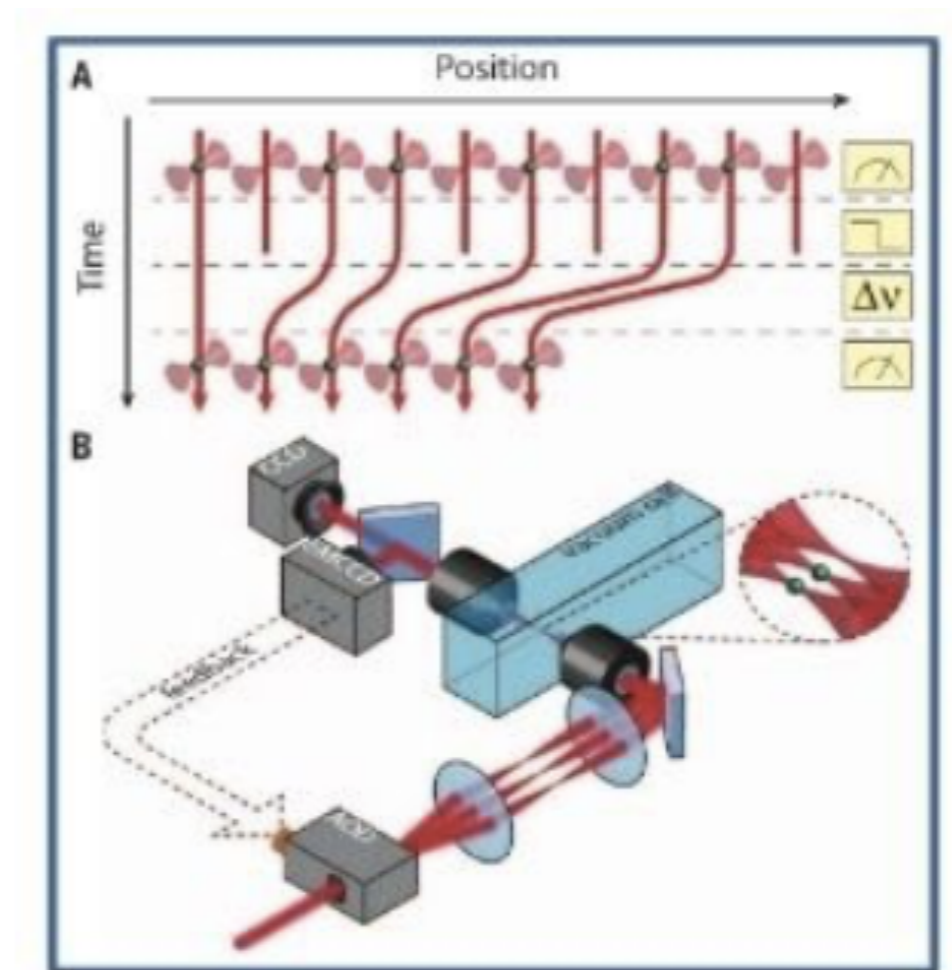 A
Position
Time
Δν
B
CCD
EMCCD
Vacuum cell
feedback
AOD